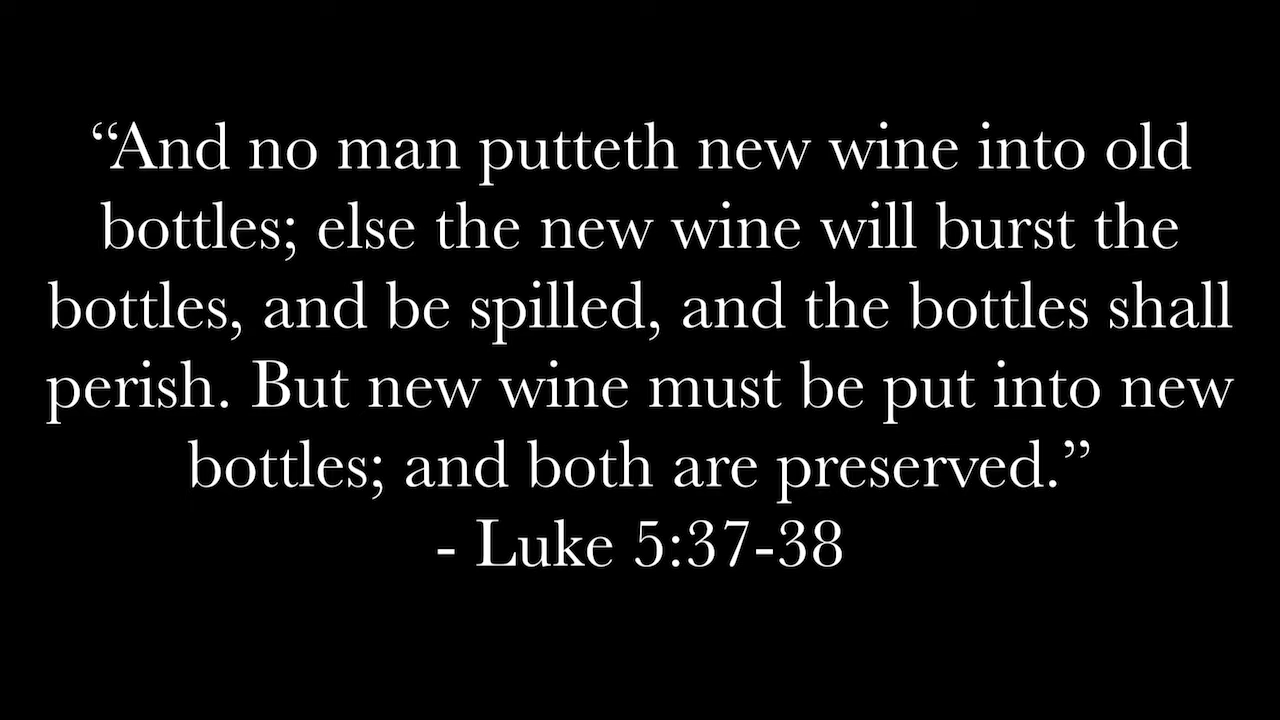 “And no man putteth new wine into old
bottles; else the new wine will burst the
bottles, and be spilled, and the bottles shall
perish. But new wine must be put into new
bottles; and both are preserved.”
- Luke 5:37-38